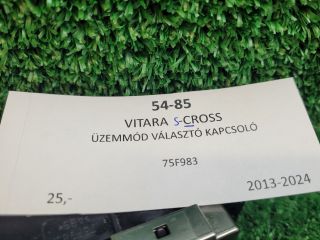 54-85
VITARA S-CROSS
ÜZEMMÓD VÁLASZTÓ KAPCSOLÓ
75F983
25,-
2013-2024